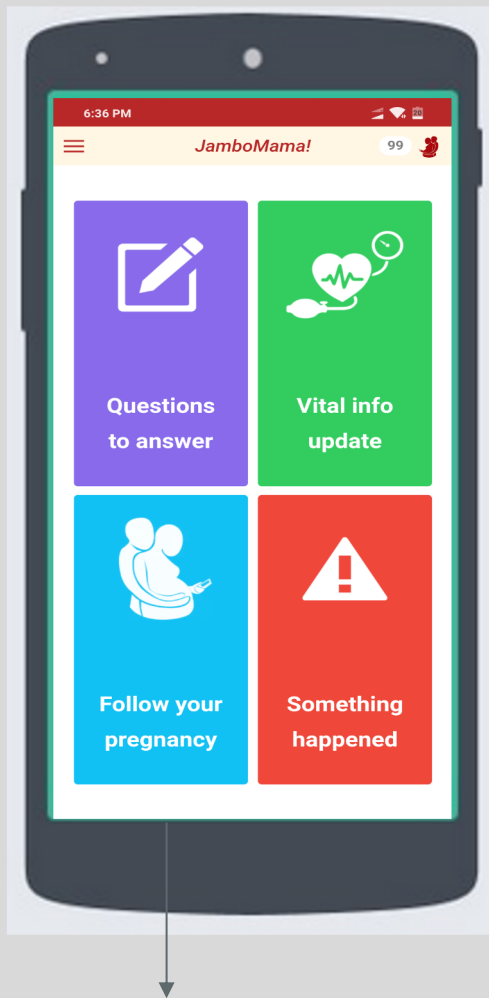 6:36 PM
JamboMama!
99
Questions
to answer
Vital info
update
Follow your
pregnancy
Something
happened